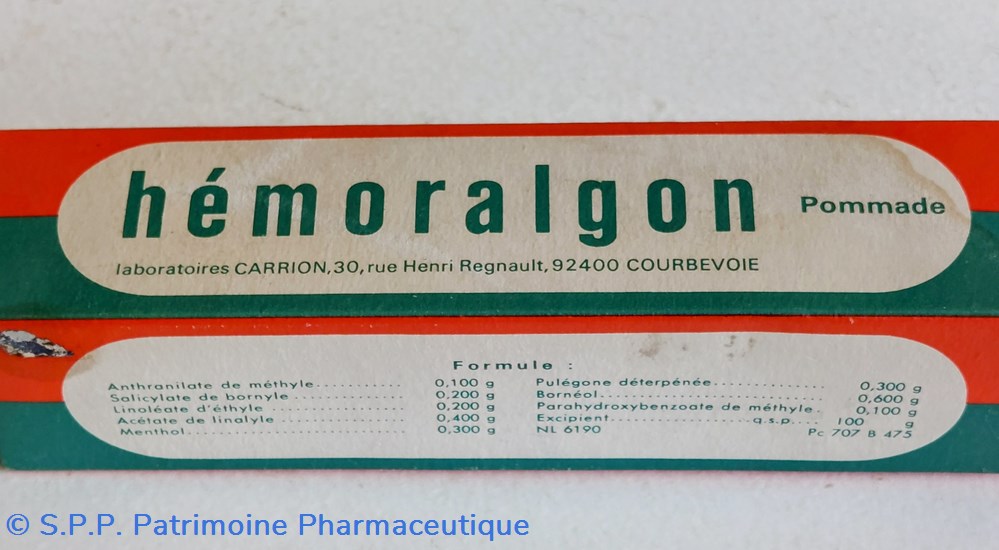 hémoralgon Pommade
laboratoires CARRION, 30, rue Henri Regnault, 92400 COURBEVOIE
Formule :
Anthranilate de méthyle........... 0,100 g
Salicylate de bornyle............. 0,200 g
Linoléate d'éthyle................ 0,200 g
Acétate de linalyle............... 0,400 g
Menthol........................... 0,300 g
Pulégone déterpénée............... 0,300 g
Bornéol........................... 0,600 g
Parahydroxybenzoate de méthyle. 0,100 g
Excipient.................q.s.p.... 100 g
NL 6190 Pc 707 B 475
© S.P.P. Patrimoine Pharmaceutique